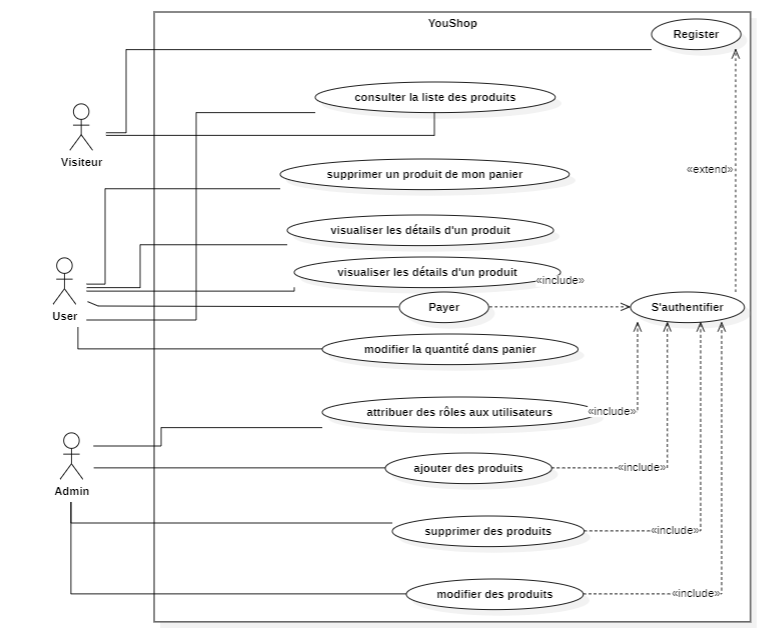 YouShop
Register
consulter la liste des produits
Visiteur
«extend»
supprimer un produit de mon panier
visualiser les détails d'un produit
visualiser les détails d'un produit
«include»
User
Payer
S'authentifier
modifier la quantité dans panier
attribuer des rôles aux utilisateurs
«include»
ajouter des produits
«include»
Admin
supprimer des produits
«include»
modifier des produits
«include»